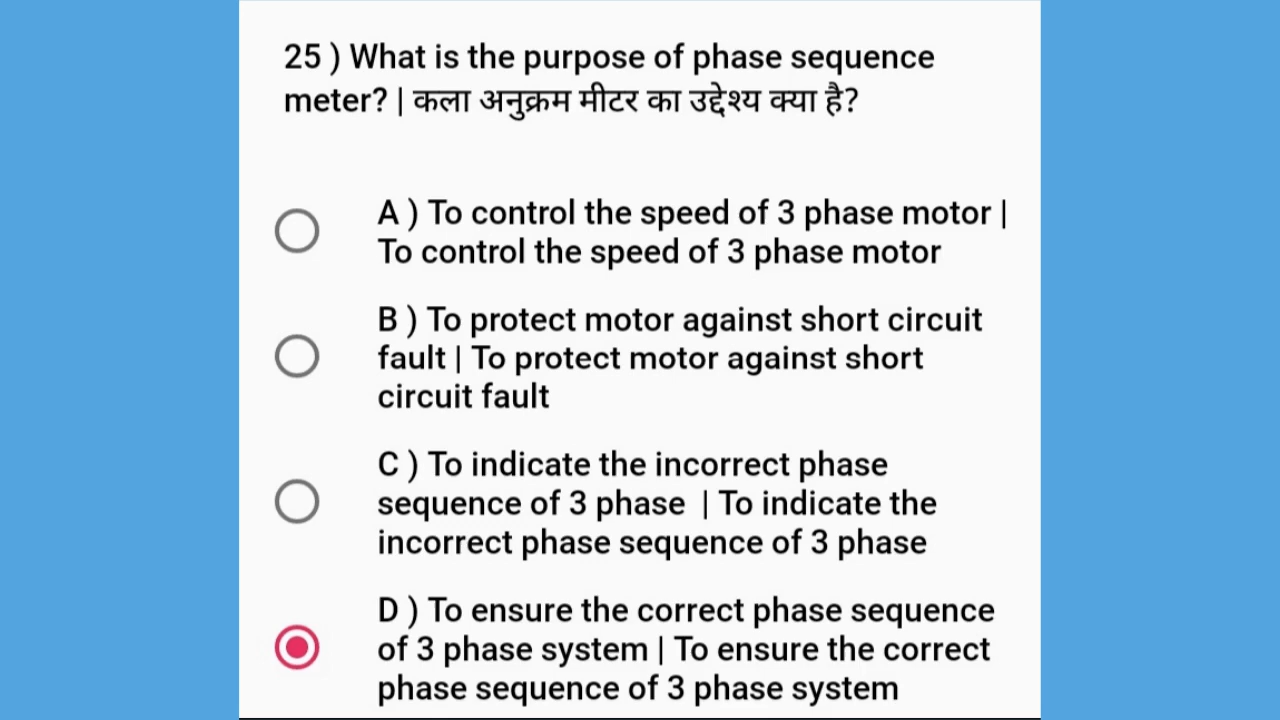 25 ) What is the purpose of phase sequence
meter? | कला अनुक्रम मीटर का उद्देश्य क्या है?
A ) To control the speed of 3 phase motor |
To control the speed of 3 phase motor
B ) To protect motor against short circuit
fault | To protect motor against short
circuit fault
C ) To indicate the incorrect phase
sequence of 3 phase | To indicate the
incorrect phase sequence of 3 phase
D ) To ensure the correct phase sequence
of 3 phase system | To ensure the correct
phase sequence of 3 phase system